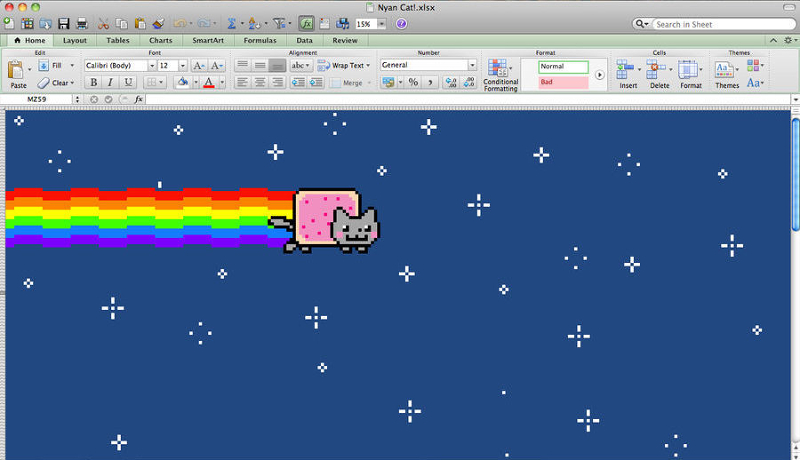 Nyan Cat!.xlsx
15%
Search in Sheet
Home Layout Tables Charts SmartArt Formulas Data Review
Edit Font Alignment Number Format Cells Themes
Paste Fill Calibri (Body) 12 A A abc Wrap Text General Conditional Formatting Normal Insert Delete Format Themes Aa
Clear B I U A Merge % Bad
MZ59 fx